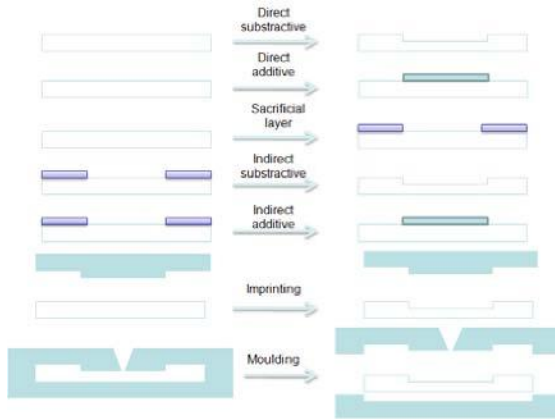 Direct
substractive
Direct
additive
Sacrificial
layer
Indirect
substractive
Indirect
additive
Imprinting
Moulding